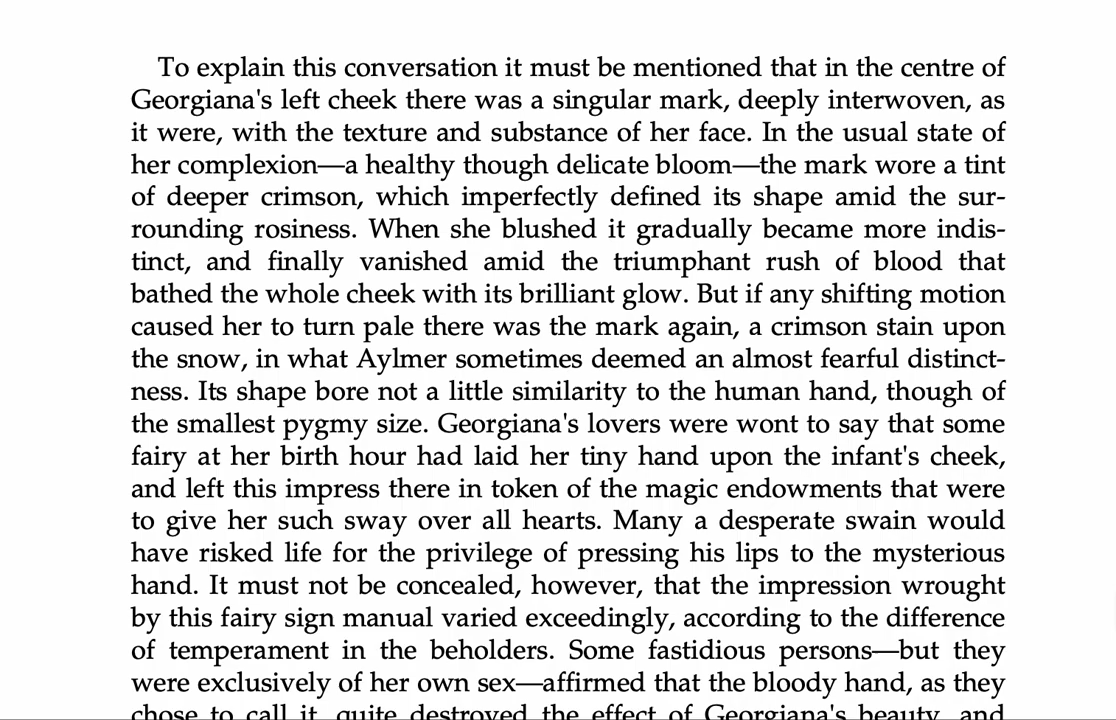 To explain this conversation it must be mentioned that in the centre of
Georgiana's left cheek there was a singular mark, deeply interwoven, as
it were, with the texture and substance of her face. In the usual state of
her complexion—a healthy though delicate bloom—the mark wore a tint
of deeper crimson, which imperfectly defined its shape amid the sur-
rounding rosiness. When she blushed it gradually became more indis-
tinct, and finally vanished amid the triumphant rush of blood that
bathed the whole cheek with its brilliant glow. But if any shifting motion
caused her to turn pale there was the mark again, a crimson stain upon
the snow, in what Aylmer sometimes deemed an almost fearful distinct-
ness. Its shape bore not a little similarity to the human hand, though of
the smallest pygmy size. Georgiana's lovers were wont to say that some
fairy at her birth hour had laid her tiny hand upon the infant's cheek,
and left this impress there in token of the magic endowments that were
to give her such sway over all hearts. Many a desperate swain would
have risked life for the privilege of pressing his lips to the mysterious
hand. It must not be concealed, however, that the impression wrought
by this fairy sign manual varied exceedingly, according to the difference
of temperament in the beholders. Some fastidious persons—but they
were exclusively of her own sex—affirmed that the bloody hand, as they
chose to call it, quite destroyed the effect of Georgiana's beauty, and